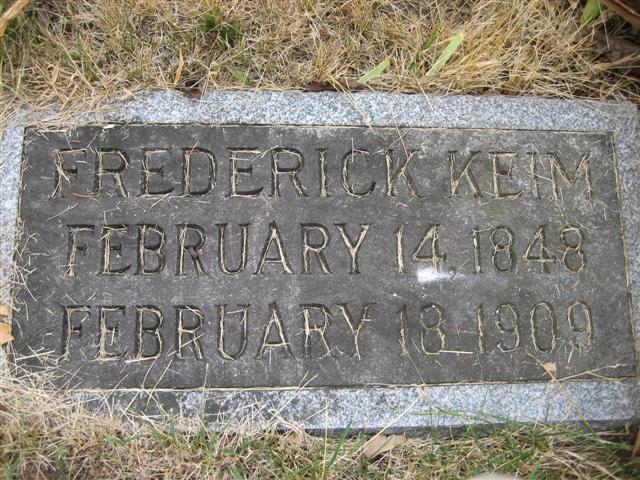 FREDERICK KEIM
FEBRUARY 14, 1848
FEBRUARY 18 1909